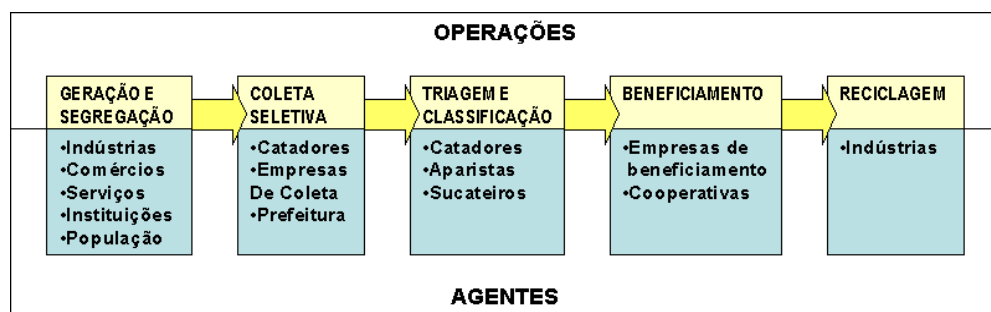 OPERAÇÕES
GERAÇÃO E
SEGREGAÇÃO
•Indústrias
•Comércios
•Serviços
•Instituições
•População
COLETA
SELETIVA
•Catadores
•Empresas
De Coleta
•Prefeitura
TRIAGEM E
CLASSIFICAÇÃO
•Catadores
•Aparistas
•Sucateiros
BENEFICIAMENTO
•Empresas de
beneficiamento
•Cooperativas
RECICLAGEM
•Indústrias
AGENTES